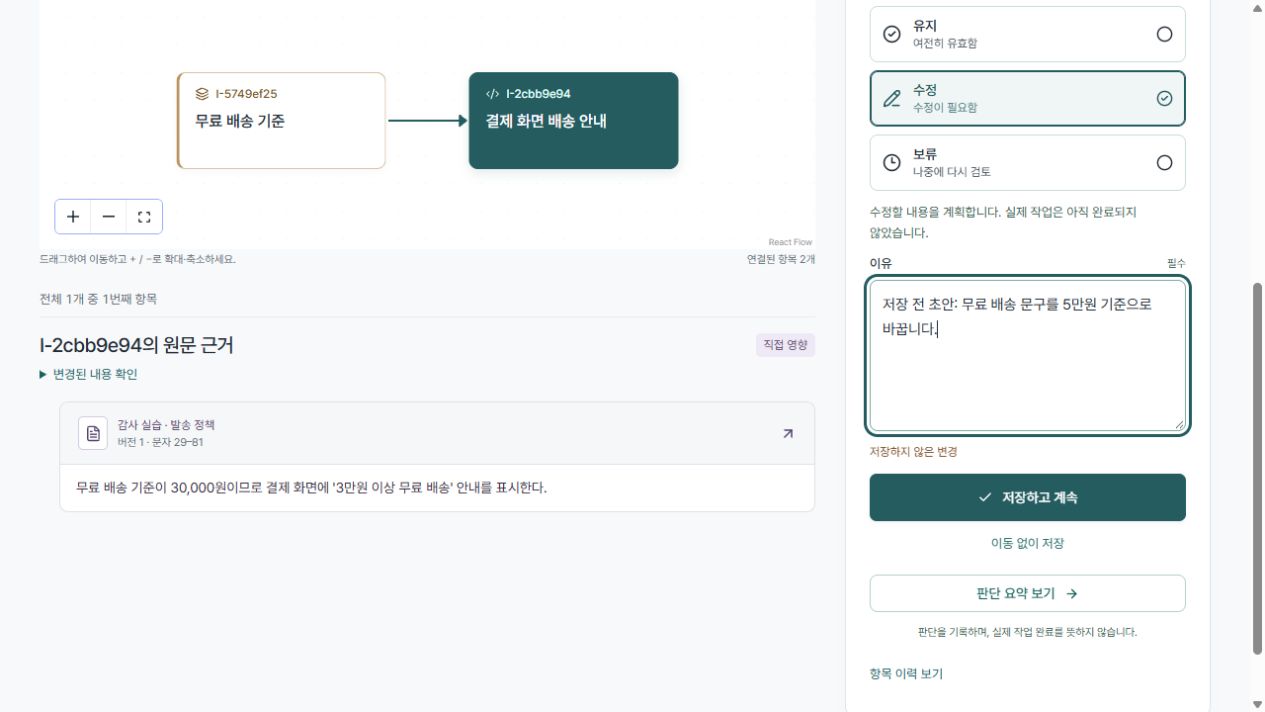 I-5749ef25
무료 배송 기준
I-2cbb9e94
결제 화면 배송 안내
React Flow
드래그하여 이동하고 + / −로 확대·축소하세요.
연결된 항목 2개
전체 1개 중 1번째 항목
I-2cbb9e94의 원문 근거
직접 영향
변경된 내용 확인
감사 실습 · 발송 정책
버전 1 · 문자 29–81
무료 배송 기준이 30,000원이므로 결제 화면에 '3만원 이상 무료 배송' 안내를 표시한다.
유지
여전히 유효함
수정
수정이 필요함
보류
나중에 다시 검토
수정할 내용을 계획합니다. 실제 작업은 아직 완료되지
않았습니다.
이유
필수
저장 전 초안: 무료 배송 문구를 5만원 기준으로
바꿉니다.
저장하지 않은 변경
저장하고 계속
이동 없이 저장
판단 요약 보기
판단을 기록하며, 실제 작업 완료를 뜻하지 않습니다.
항목 이력 보기